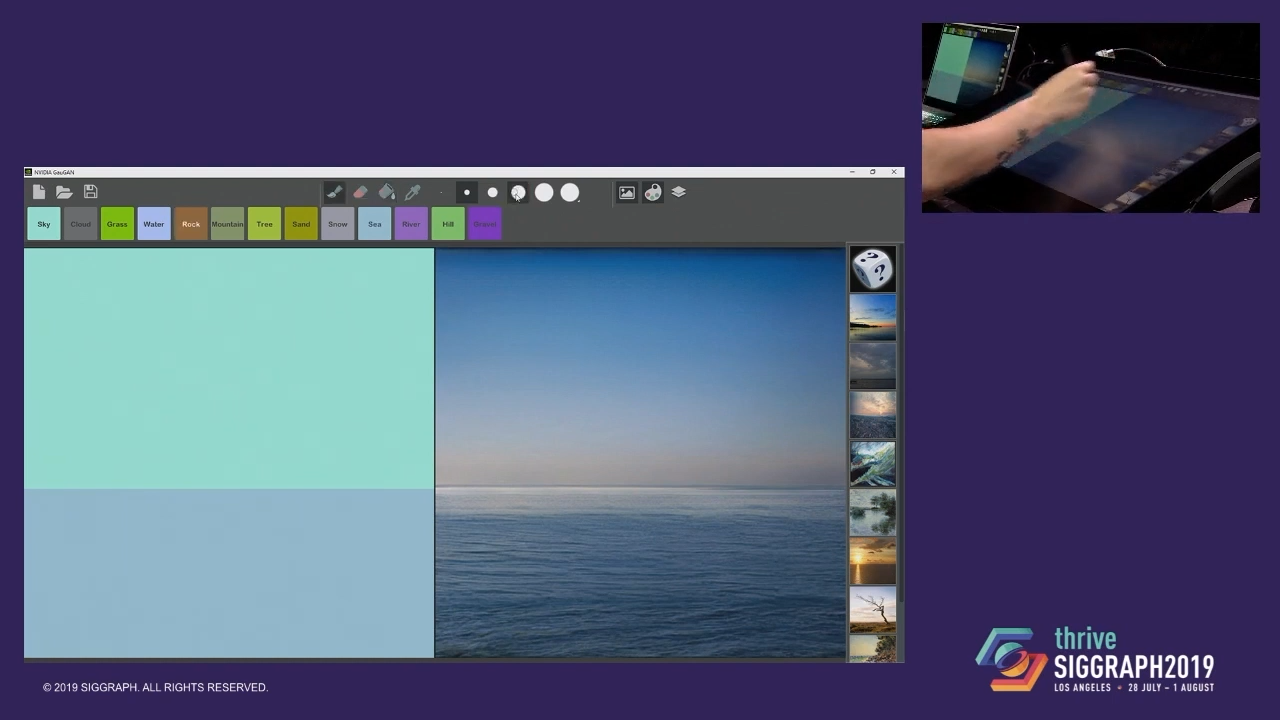 NVIDIA GauGAN
Sky Cloud Grass Water Rock Mountain Tree Sand Snow Sea River Hill Gravel
? ? ?
thrive
SIGGRAPH2019
LOS ANGELES • 28 JULY – 1 AUGUST
© 2019 SIGGRAPH. ALL RIGHTS RESERVED.